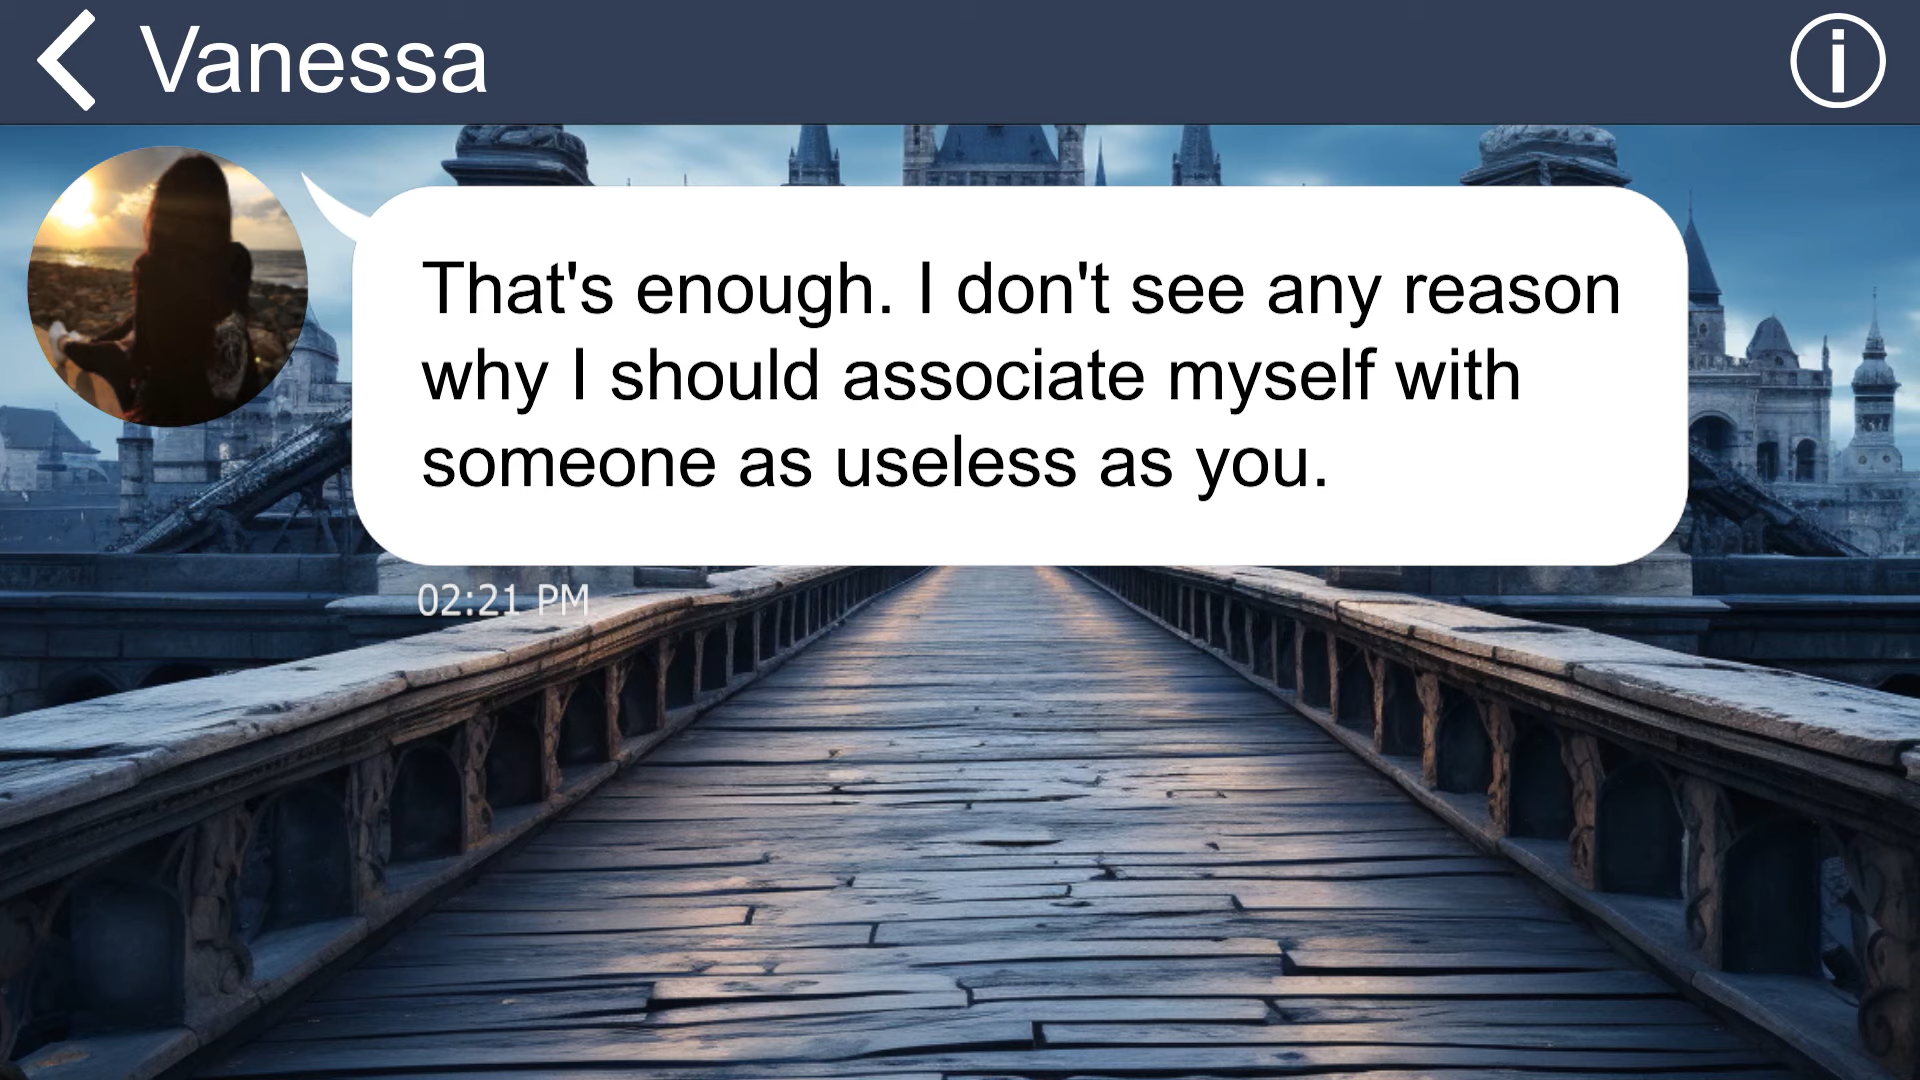 Vanessa
That's enough. I don't see any reason
why I should associate myself with
someone as useless as you.
02:21 PM